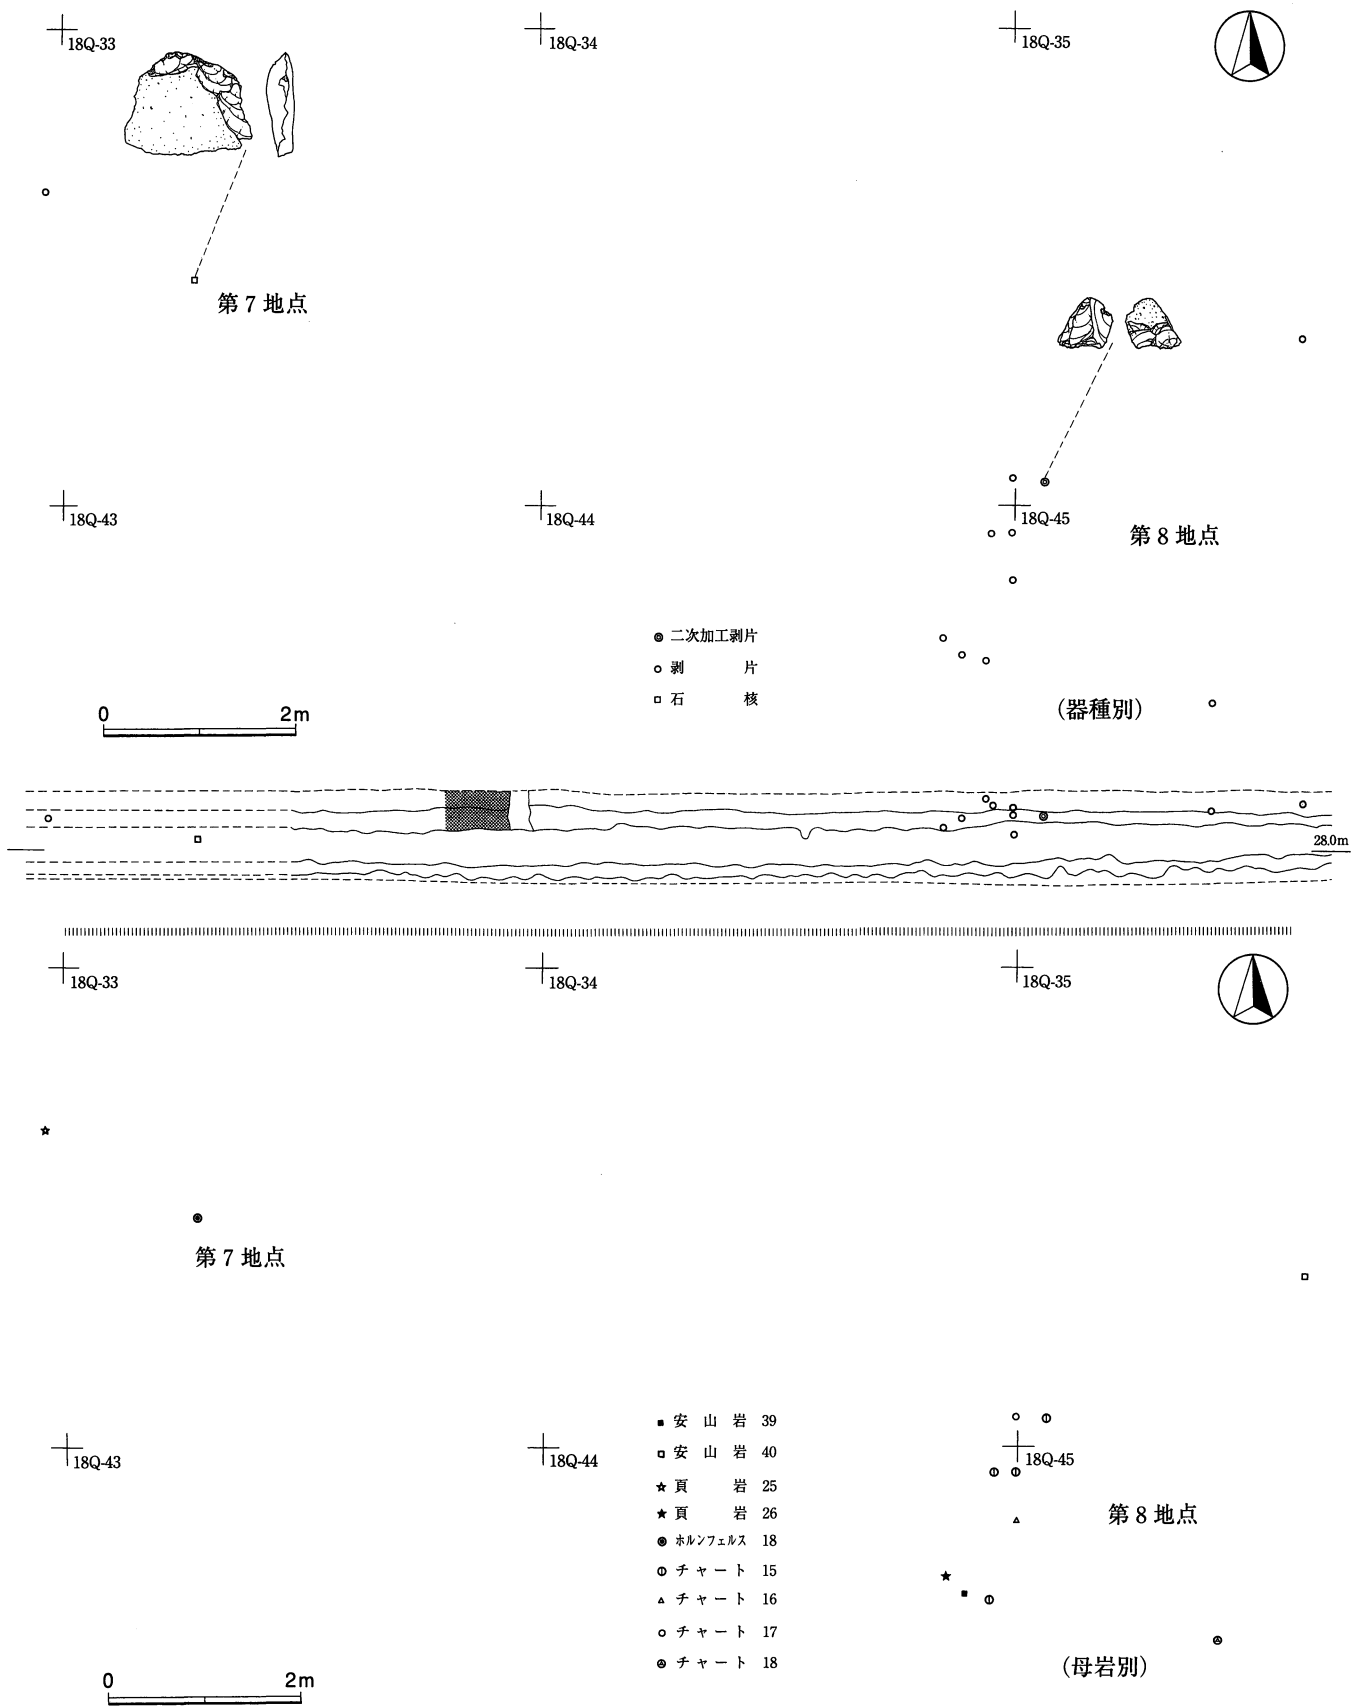 18Q-33
18Q-34
18Q-35
第7地点
18Q-43
18Q-44
18Q-45
第8地点
二次加工剥片
剥片
石核
0 2m
(器種別)
28.0m
18Q-33
18Q-34
18Q-35
第7地点
安山岩 39
安山岩 40
頁岩 25
頁岩 26
ホルンフェルス 18
チャート 15
チャート 16
チャート 17
チャート 18
18Q-43
18Q-44
18Q-45
第8地点
(母岩別)
0 2m